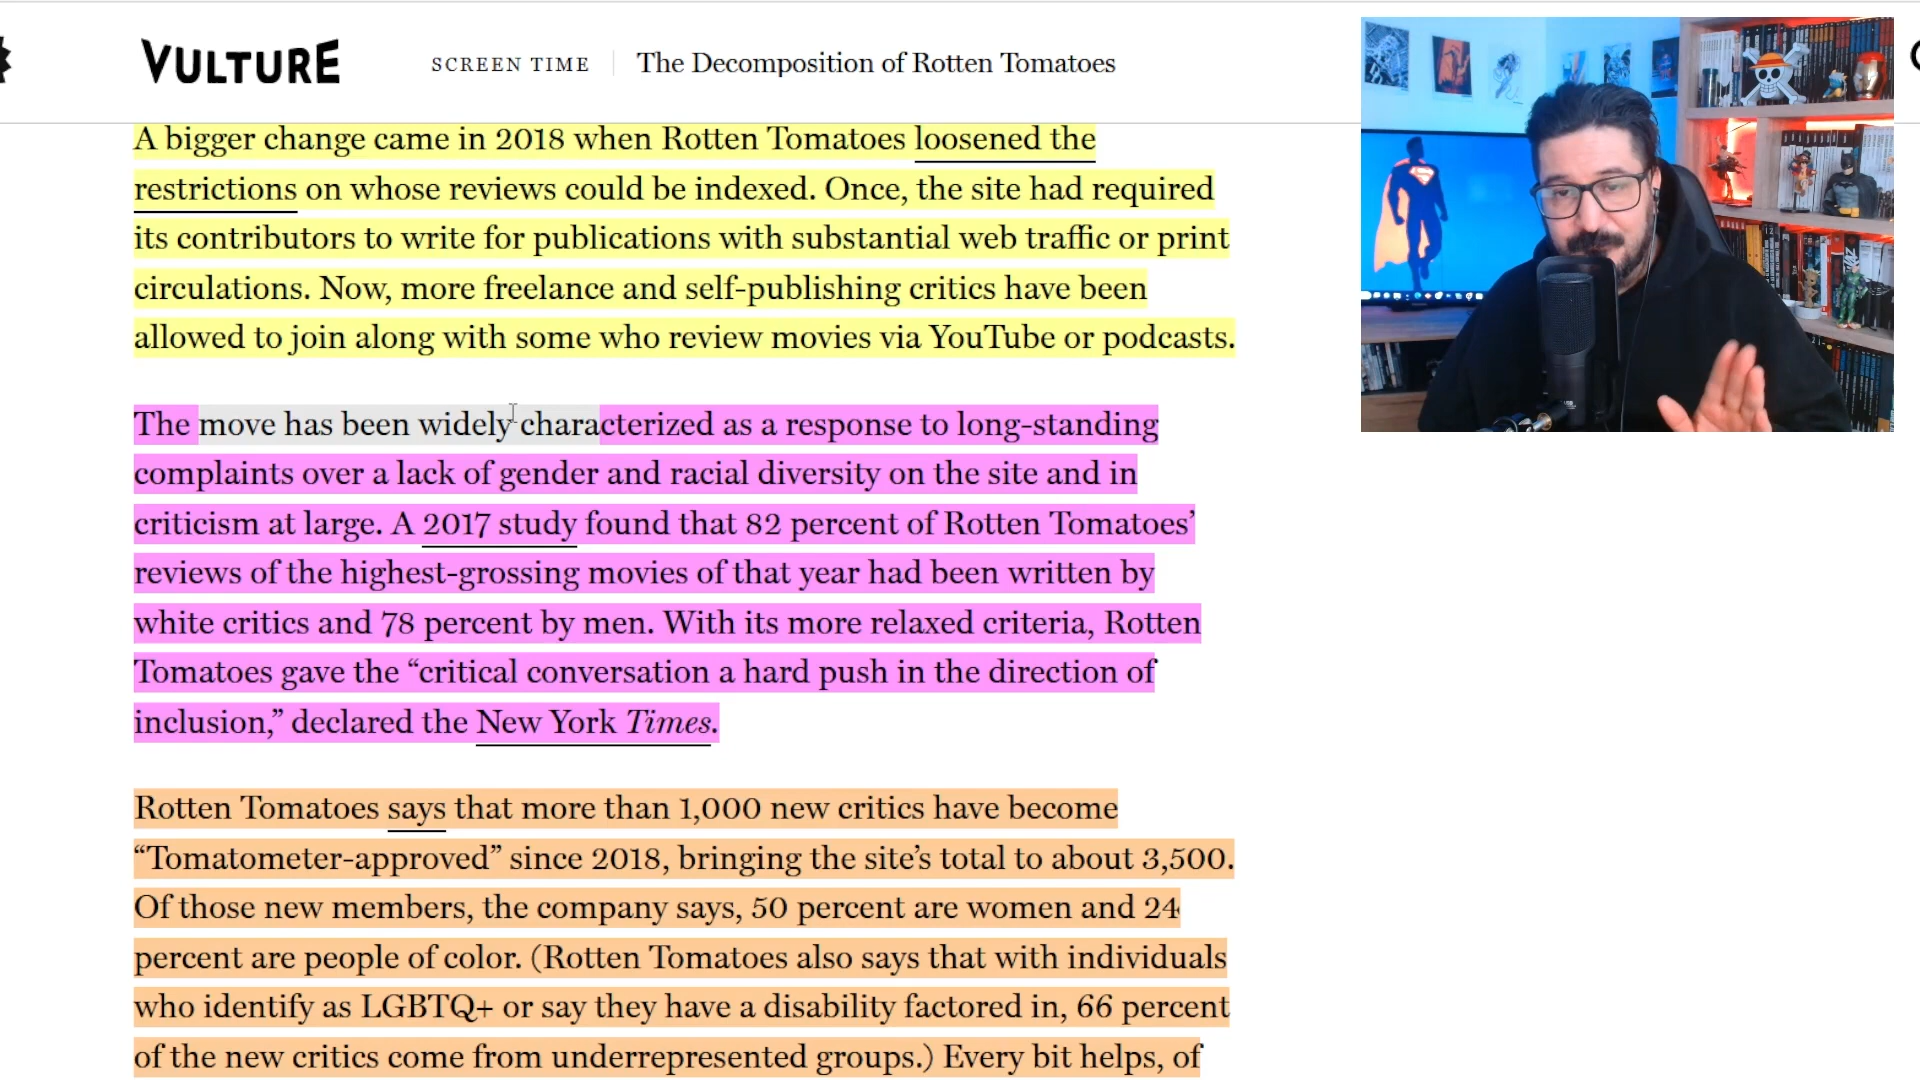 VULTURE
SCREEN TIME
The Decomposition of Rotten Tomatoes
A bigger change came in 2018 when Rotten Tomatoes loosened the
restrictions on whose reviews could be indexed. Once, the site had required
its contributors to write for publications with substantial web traffic or print
circulations. Now, more freelance and self-publishing critics have been
allowed to join along with some who review movies via YouTube or podcasts.
The move has been widely characterized as a response to long-standing
complaints over a lack of gender and racial diversity on the site and in
criticism at large. A 2017 study found that 82 percent of Rotten Tomatoes’
reviews of the highest-grossing movies of that year had been written by
white critics and 78 percent by men. With its more relaxed criteria, Rotten
Tomatoes gave the “critical conversation a hard push in the direction of
inclusion,” declared the New York Times.
Rotten Tomatoes says that more than 1,000 new critics have become
“Tomatometer-approved” since 2018, bringing the site’s total to about 3,500.
Of those new members, the company says, 50 percent are women and 24
percent are people of color. (Rotten Tomatoes also says that with individuals
who identify as LGBTQ+ or say they have a disability factored in, 66 percent
of the new critics come from underrepresented groups.) Every bit helps, of